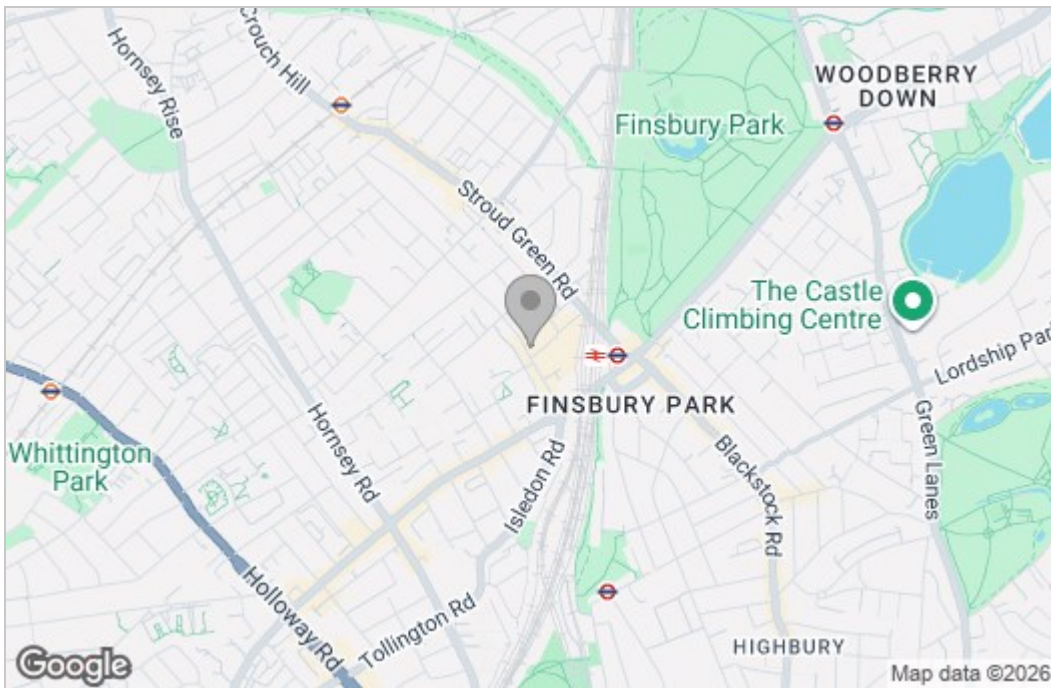 Crouch Hill
Hornsey Rise
WOODBERRY
DOWN
Finsbury Park
Stroud Green Rd
The Castle
Climbing Centre
Lordship Par
FINSBURY PARK
Whittington
Park
Hornsey Rd
Isledon Rd
Blackstock Rd
Green Lanes
Holloway Rd
Tollington Rd
HIGHBURY
Google
Map data ©2026